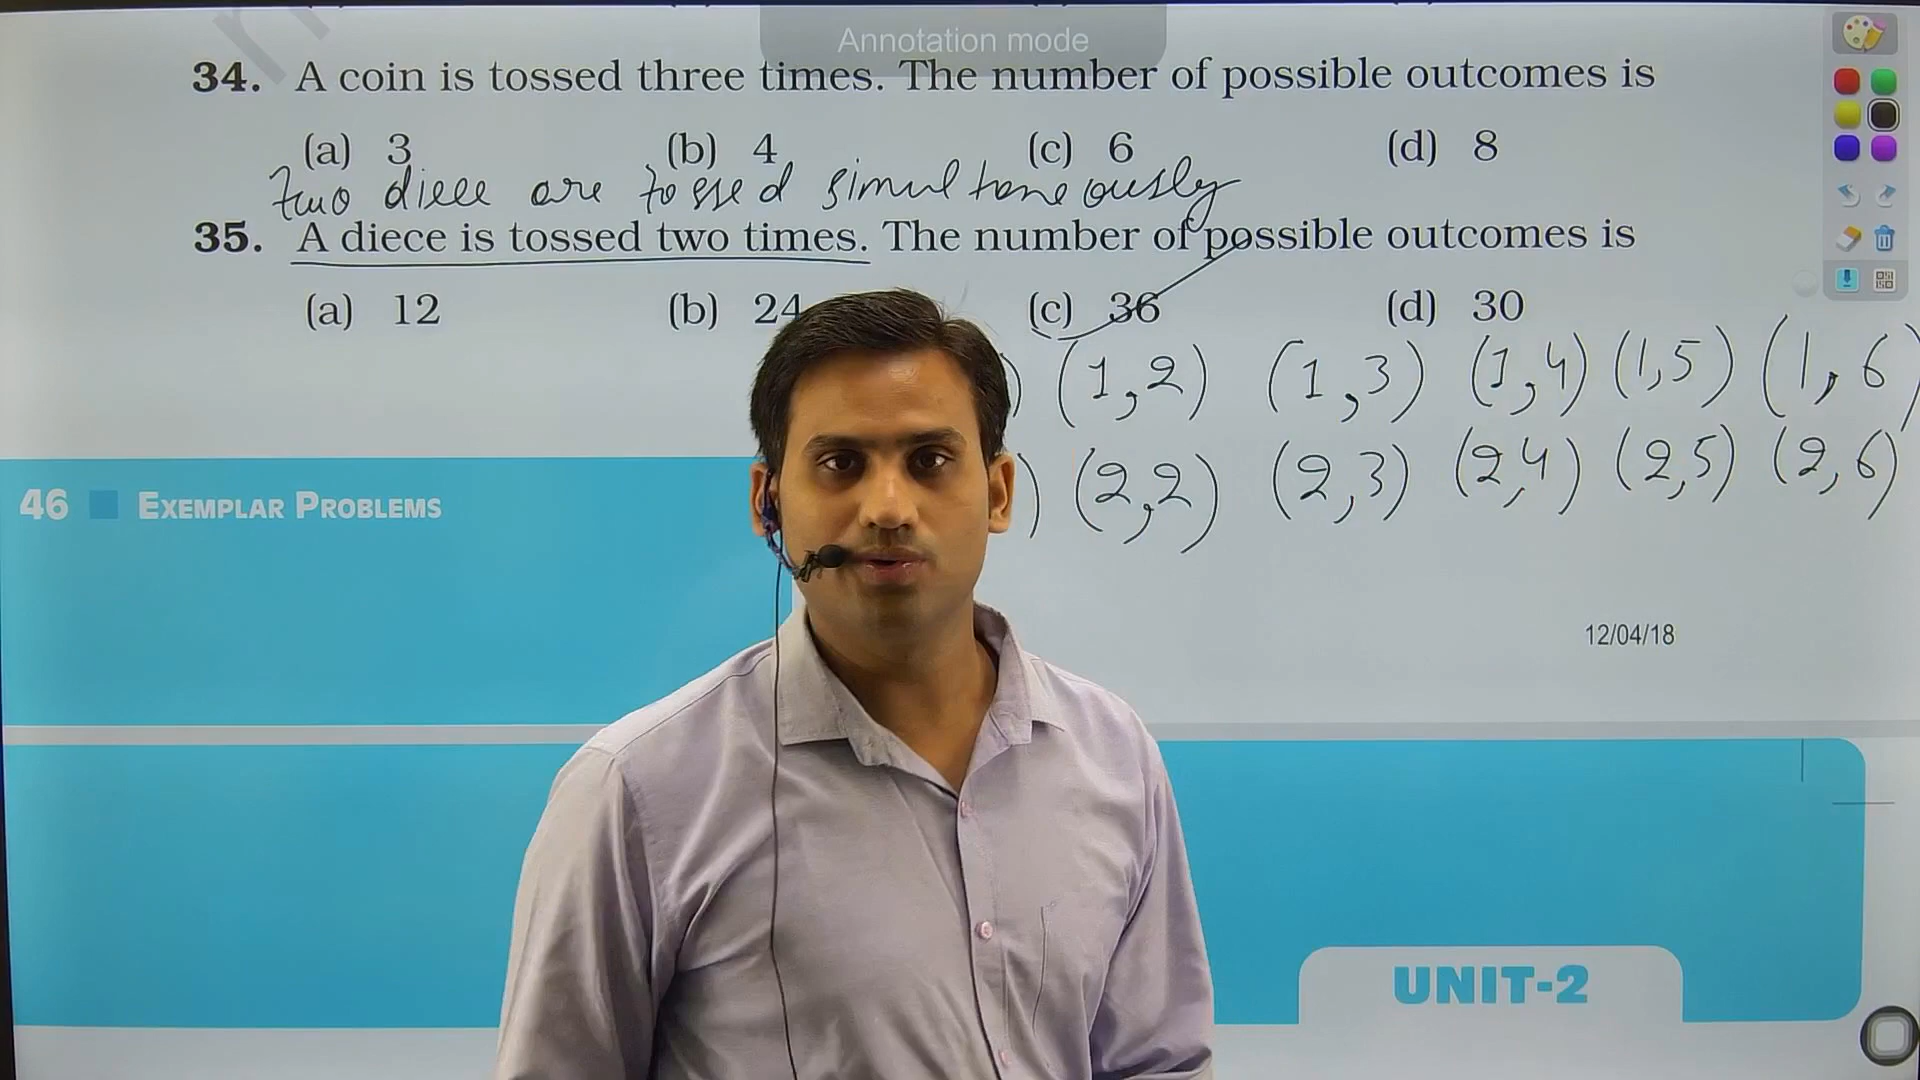 Annotation mode
34. A coin is tossed three times. The number of possible outcomes is
(a) 3 (b) 4 (c) 6 (d) 8
two diece are tossed simultaneously
35. A diece is tossed two times. The number of possible outcomes is
(a) 12 (b) 24 (c) 36 (d) 30
) (1,2) (1,3) (1,4) (1,5) (1,6)
) (2,2) (2,3) (2,4) (2,5) (2,6)
46 EXEMPLAR PROBLEMS
12/04/18
UNIT-2